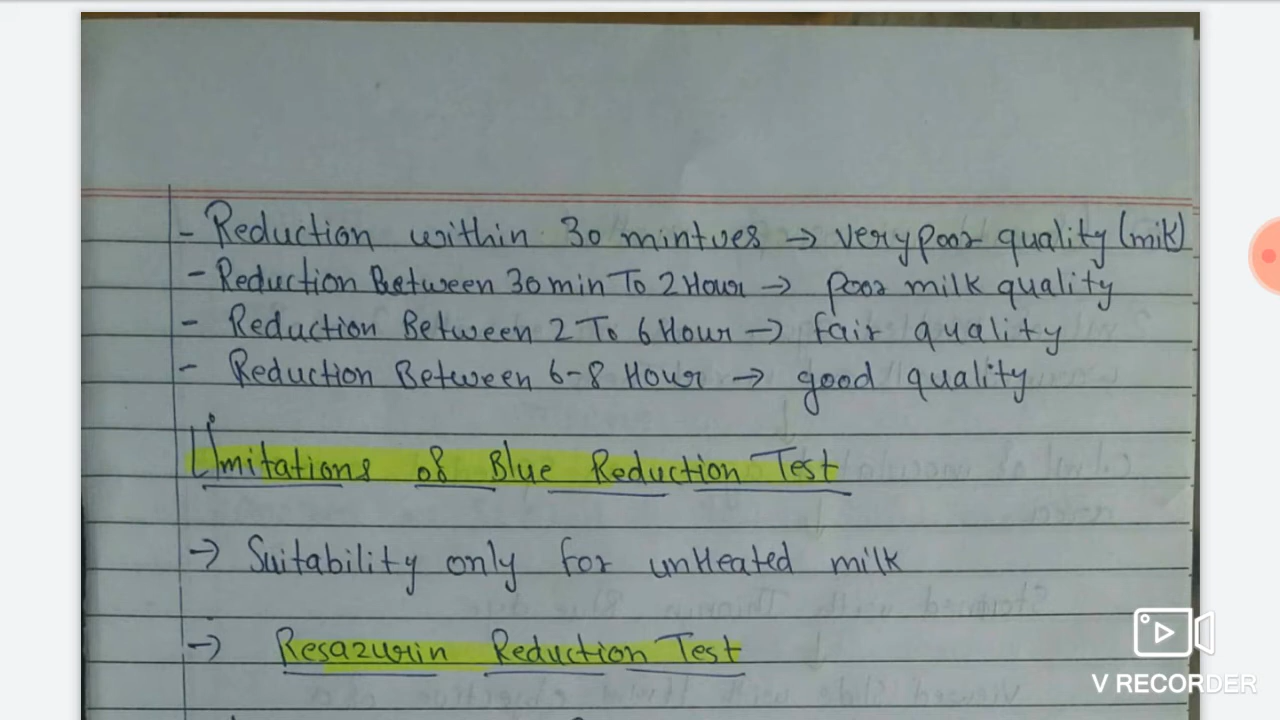 - Reduction within 30 mintues → very poor quality (milk)
- Reduction Between 30 min To 2 Hour → poor milk quality
- Reduction Between 2 To 6 Hour → fair quality
- Reduction Between 6-8 Hour → good quality
Limitations of Blue Reduction Test
→ Suitability only for unHeated milk
→ Resazurin Reduction Test
V RECORDER